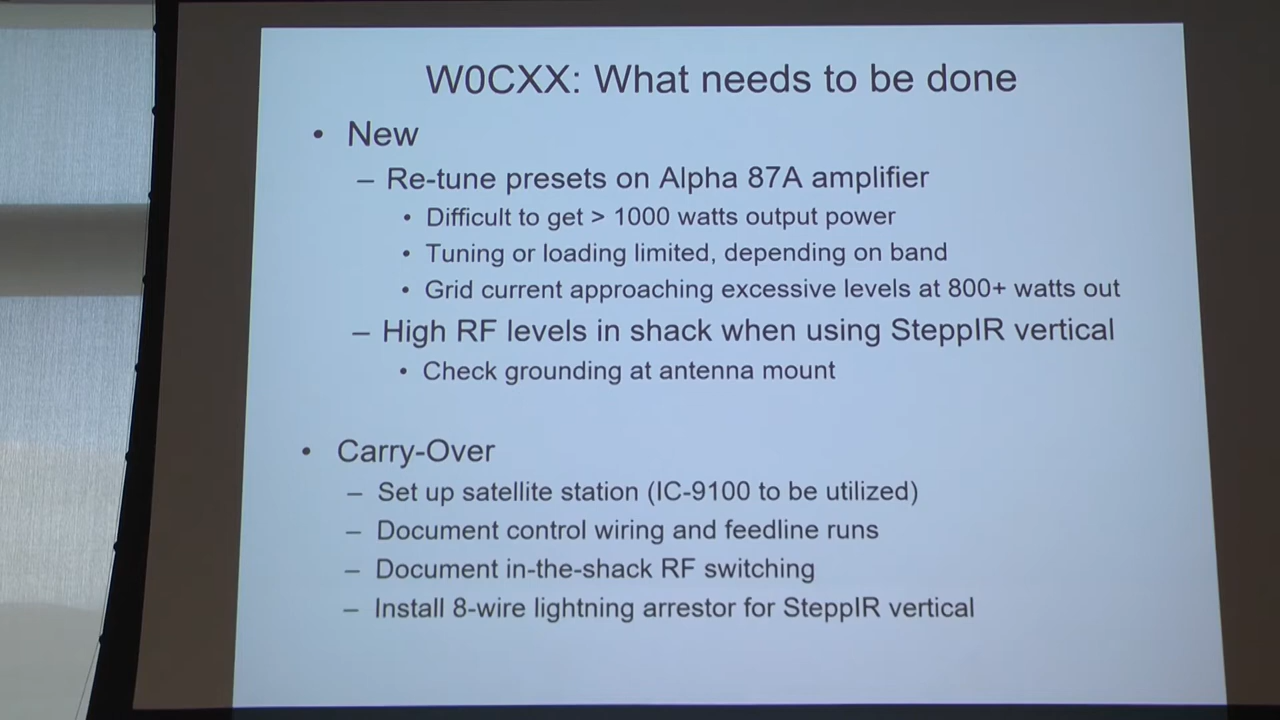 W0CXX: What needs to be done
• New
– Re-tune presets on Alpha 87A amplifier
• Difficult to get > 1000 watts output power
• Tuning or loading limited, depending on band
• Grid current approaching excessive levels at 800+ watts out
– High RF levels in shack when using SteppIR vertical
• Check grounding at antenna mount
• Carry-Over
– Set up satellite station (IC-9100 to be utilized)
– Document control wiring and feedline runs
– Document in-the-shack RF switching
– Install 8-wire lightning arrestor for SteppIR vertical